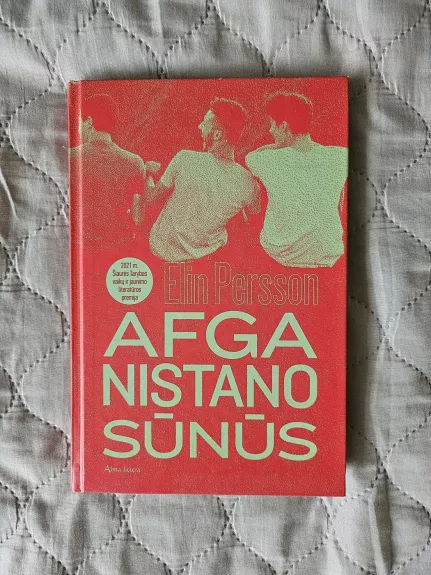 2021 m.
Šiaurės tarybos
vaikų ir jaunimo
literatūros
premija
Elin Persson
AFGA
NISTANO
SŪNŪS
Alma littera